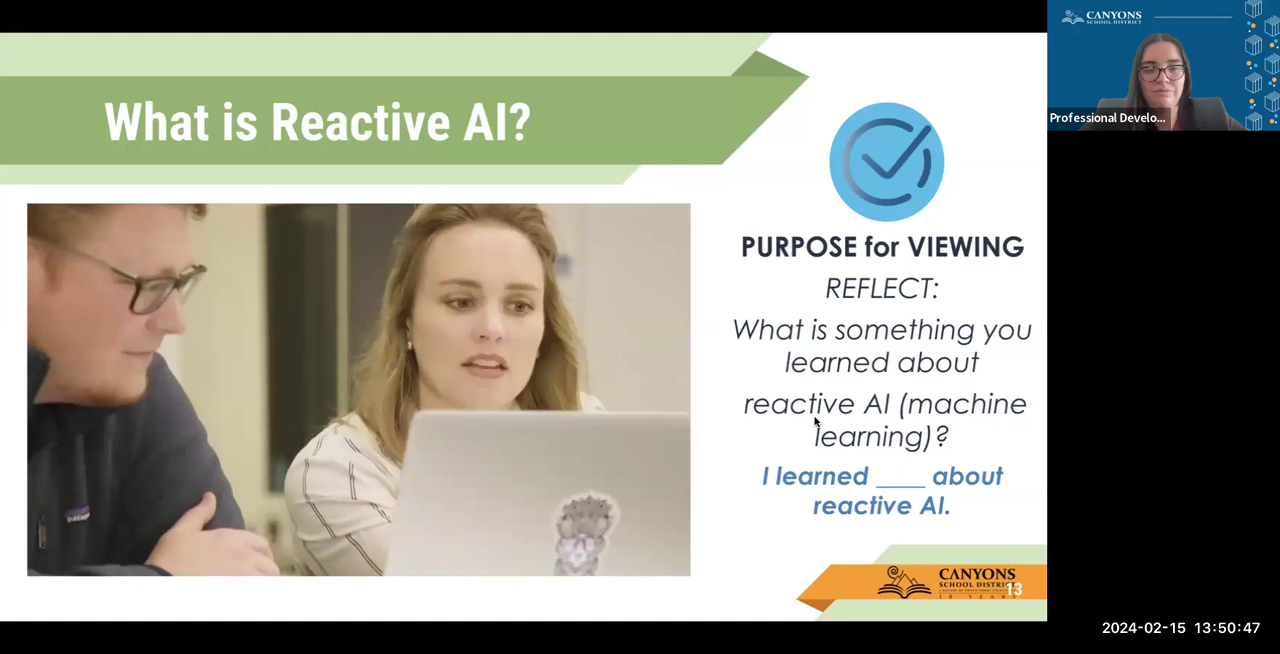 What is Reactive AI?
PURPOSE for VIEWING
REFLECT:
What is something you
learned about
reactive AI (machine
learning)?
I learned ____ about
reactive AI.
patagonia
CANYONS
SCHOOL DISTRICT
13
CANYONS
SCHOOL DISTRICT
Professional Develo...
2024-02-15 13:50:47